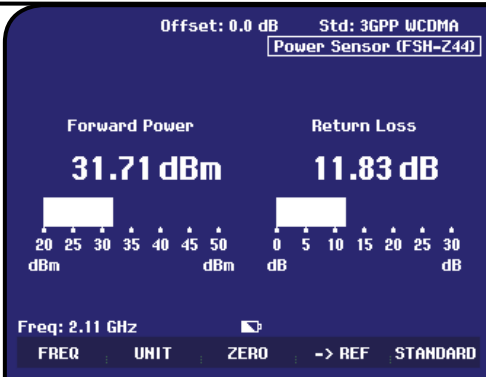 Offset: 0.0 dB Std: 3GPP WCDMA
Power Sensor (FSH-Z44)
Forward Power Return Loss
31.71 dBm 11.83 dB
20 25 30 35 40 45 50 0 5 10 15 20 25 30
dBm dBm dB dB
Freq: 2.11 GHz
FREQ UNIT ZERO -> REF STANDARD